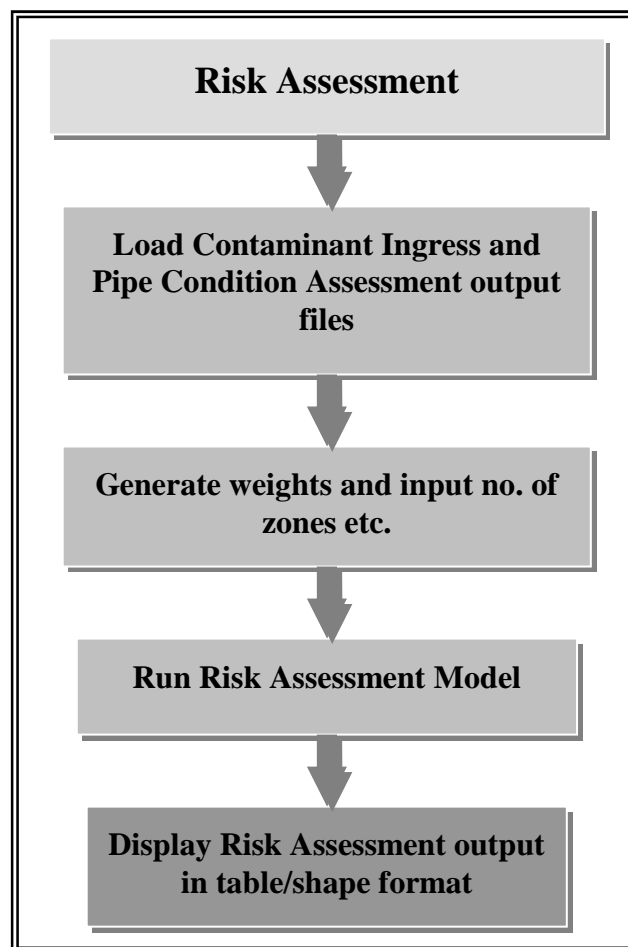 Risk Assessment
Load Contaminant Ingress and
Pipe Condition Assessment output
files
Generate weights and input no. of
zones etc.
Run Risk Assessment Model
Display Risk Assessment output
in table/shape format